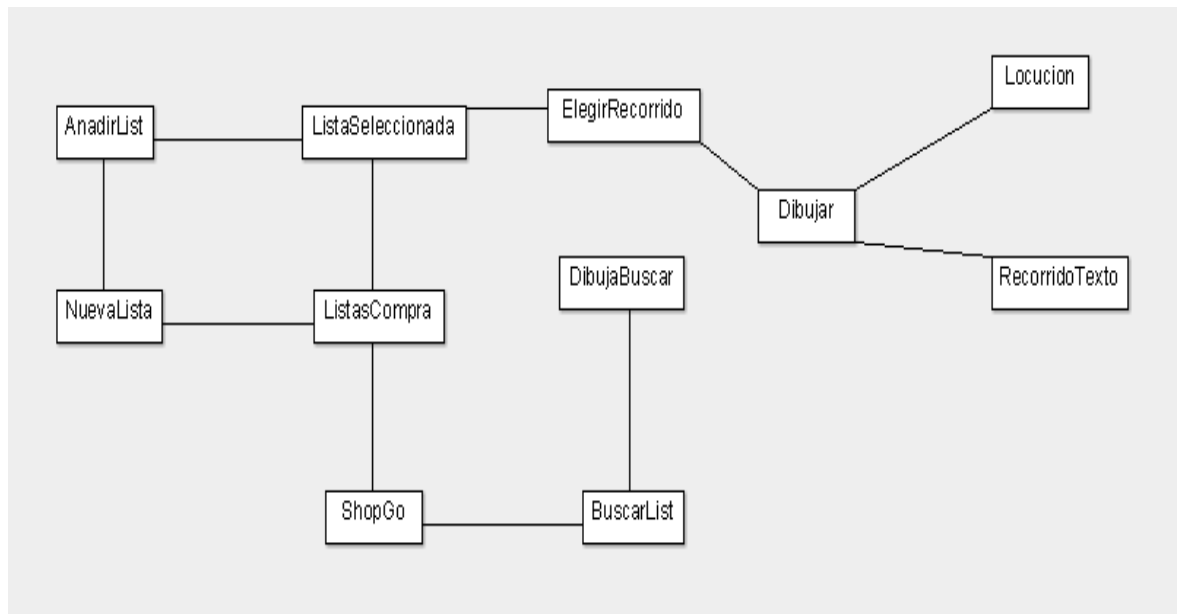 Locucion
ElegirRecorrido
AnadirList
ListaSeleccionada
Dibujar
DibujaBuscar
RecorridoTexto
NuevaLista
ListasCompra
ShopGo
BuscarList